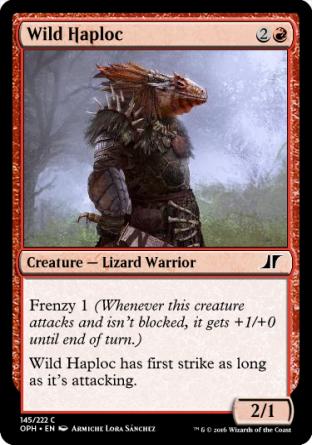 Wild Haploc 2
Creature — Lizard Warrior
Frenzy 1 (Whenever this creature
attacks and isn't blocked, it gets +1/+0
until end of turn.)
Wild Haploc has first strike as long
as it's attacking.
2/1
145/222 C
OPH • EN Armiche Lora Sánchez
™ & © 2016 Wizards of the Coast